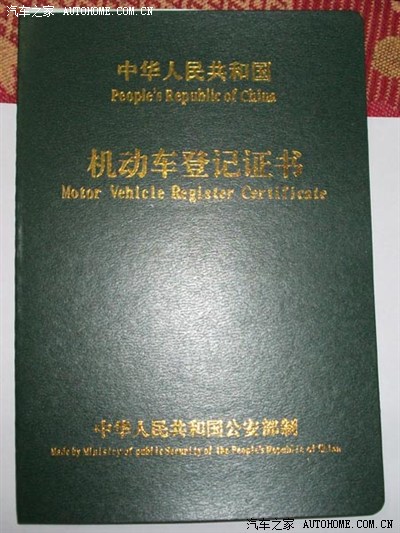 汽车之家 AUTOHOME.COM.CN
中华人民共和国
People's Republic of China
机动车登记证书
Motor Vehicle Register Certificate
中华人民共和国公安部制
Made by Ministry of public Security of the People's Republic of China
汽车之家 AUTOHOME.COM.CN